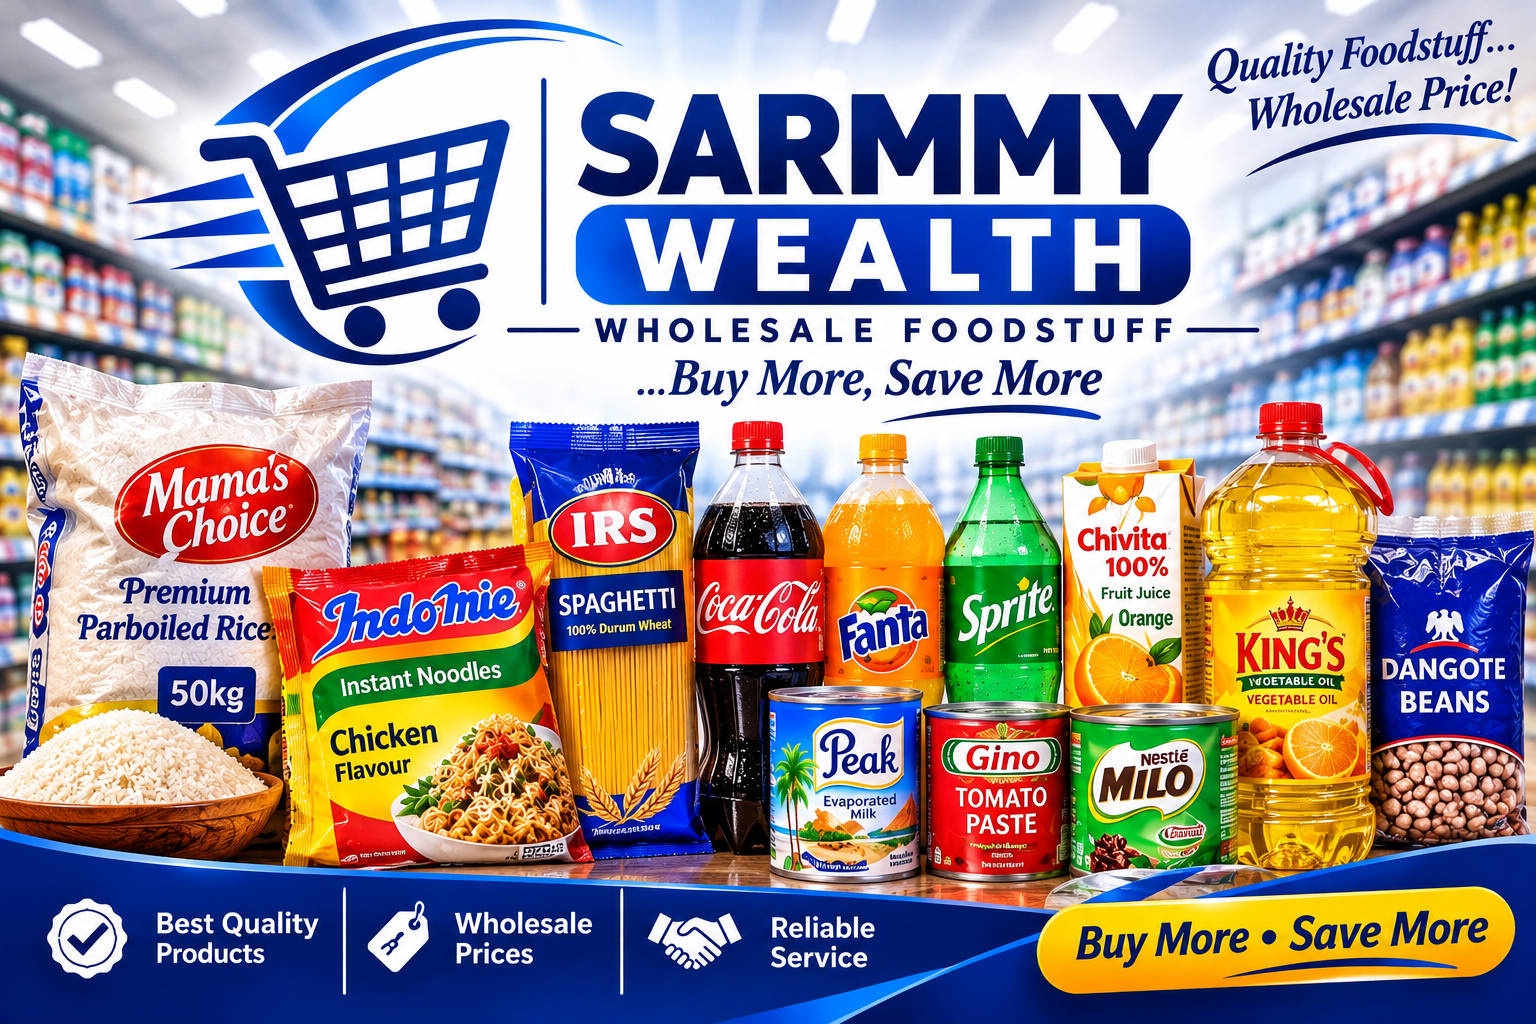 Quality Foodstuff...
Wholesale Price!
SARMMY
WEALTH
WHOLESALE FOODSTUFF
...Buy More, Save More
Mama's
Choice
Premium
Parboiled Rice
50kg
Indomie
Instant Noodles
Chicken
Flavour
IRS
SPAGHETTI
100% Durum Wheat
Coca-Cola
Fanta
Sprite
Chivita
100%
Fruit Juice
Orange
KING'S
VEGETABLE OIL
DANGOTE
BEANS
Peak
Evaporated
Milk
Gino
TOMATO
PASTE
Nestlé
MILO
Best Quality
Products
Wholesale
Prices
Reliable
Service
Buy More • Save More